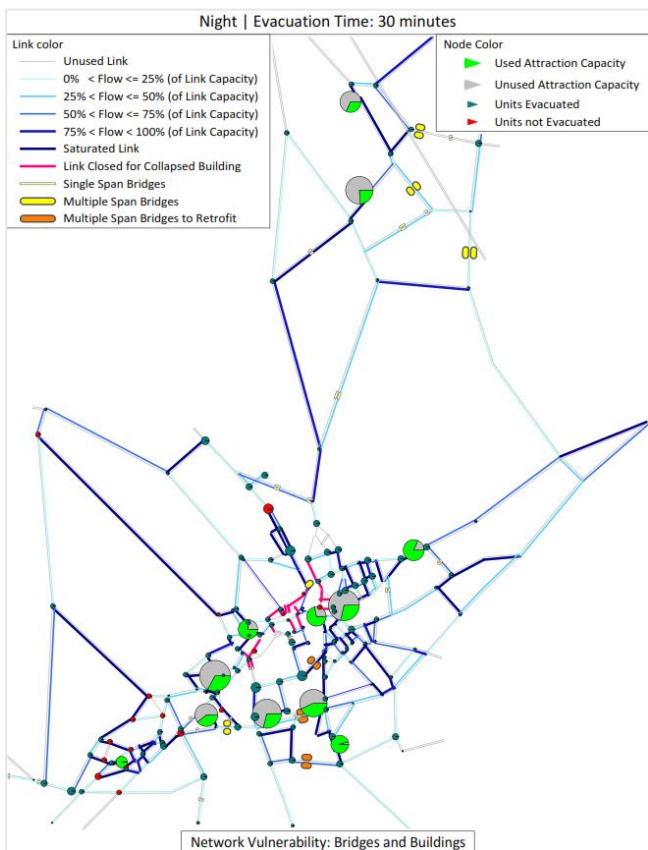 Night | Evacuation Time: 30 minutes
Link color
Unused Link
0% < Flow <= 25% (of Link Capacity)
25% < Flow <= 50% (of Link Capacity)
50% < Flow <= 75% (of Link Capacity)
75% < Flow < 100% (of Link Capacity)
Saturated Link
Link Closed for Collapsed Building
Single Span Bridges
Multiple Span Bridges
Multiple Span Bridges to Retrofit
Node Color
Used Attraction Capacity
Unused Attraction Capacity
Units Evacuated
Units not Evacuated
Network Vulnerability: Bridges and Buildings